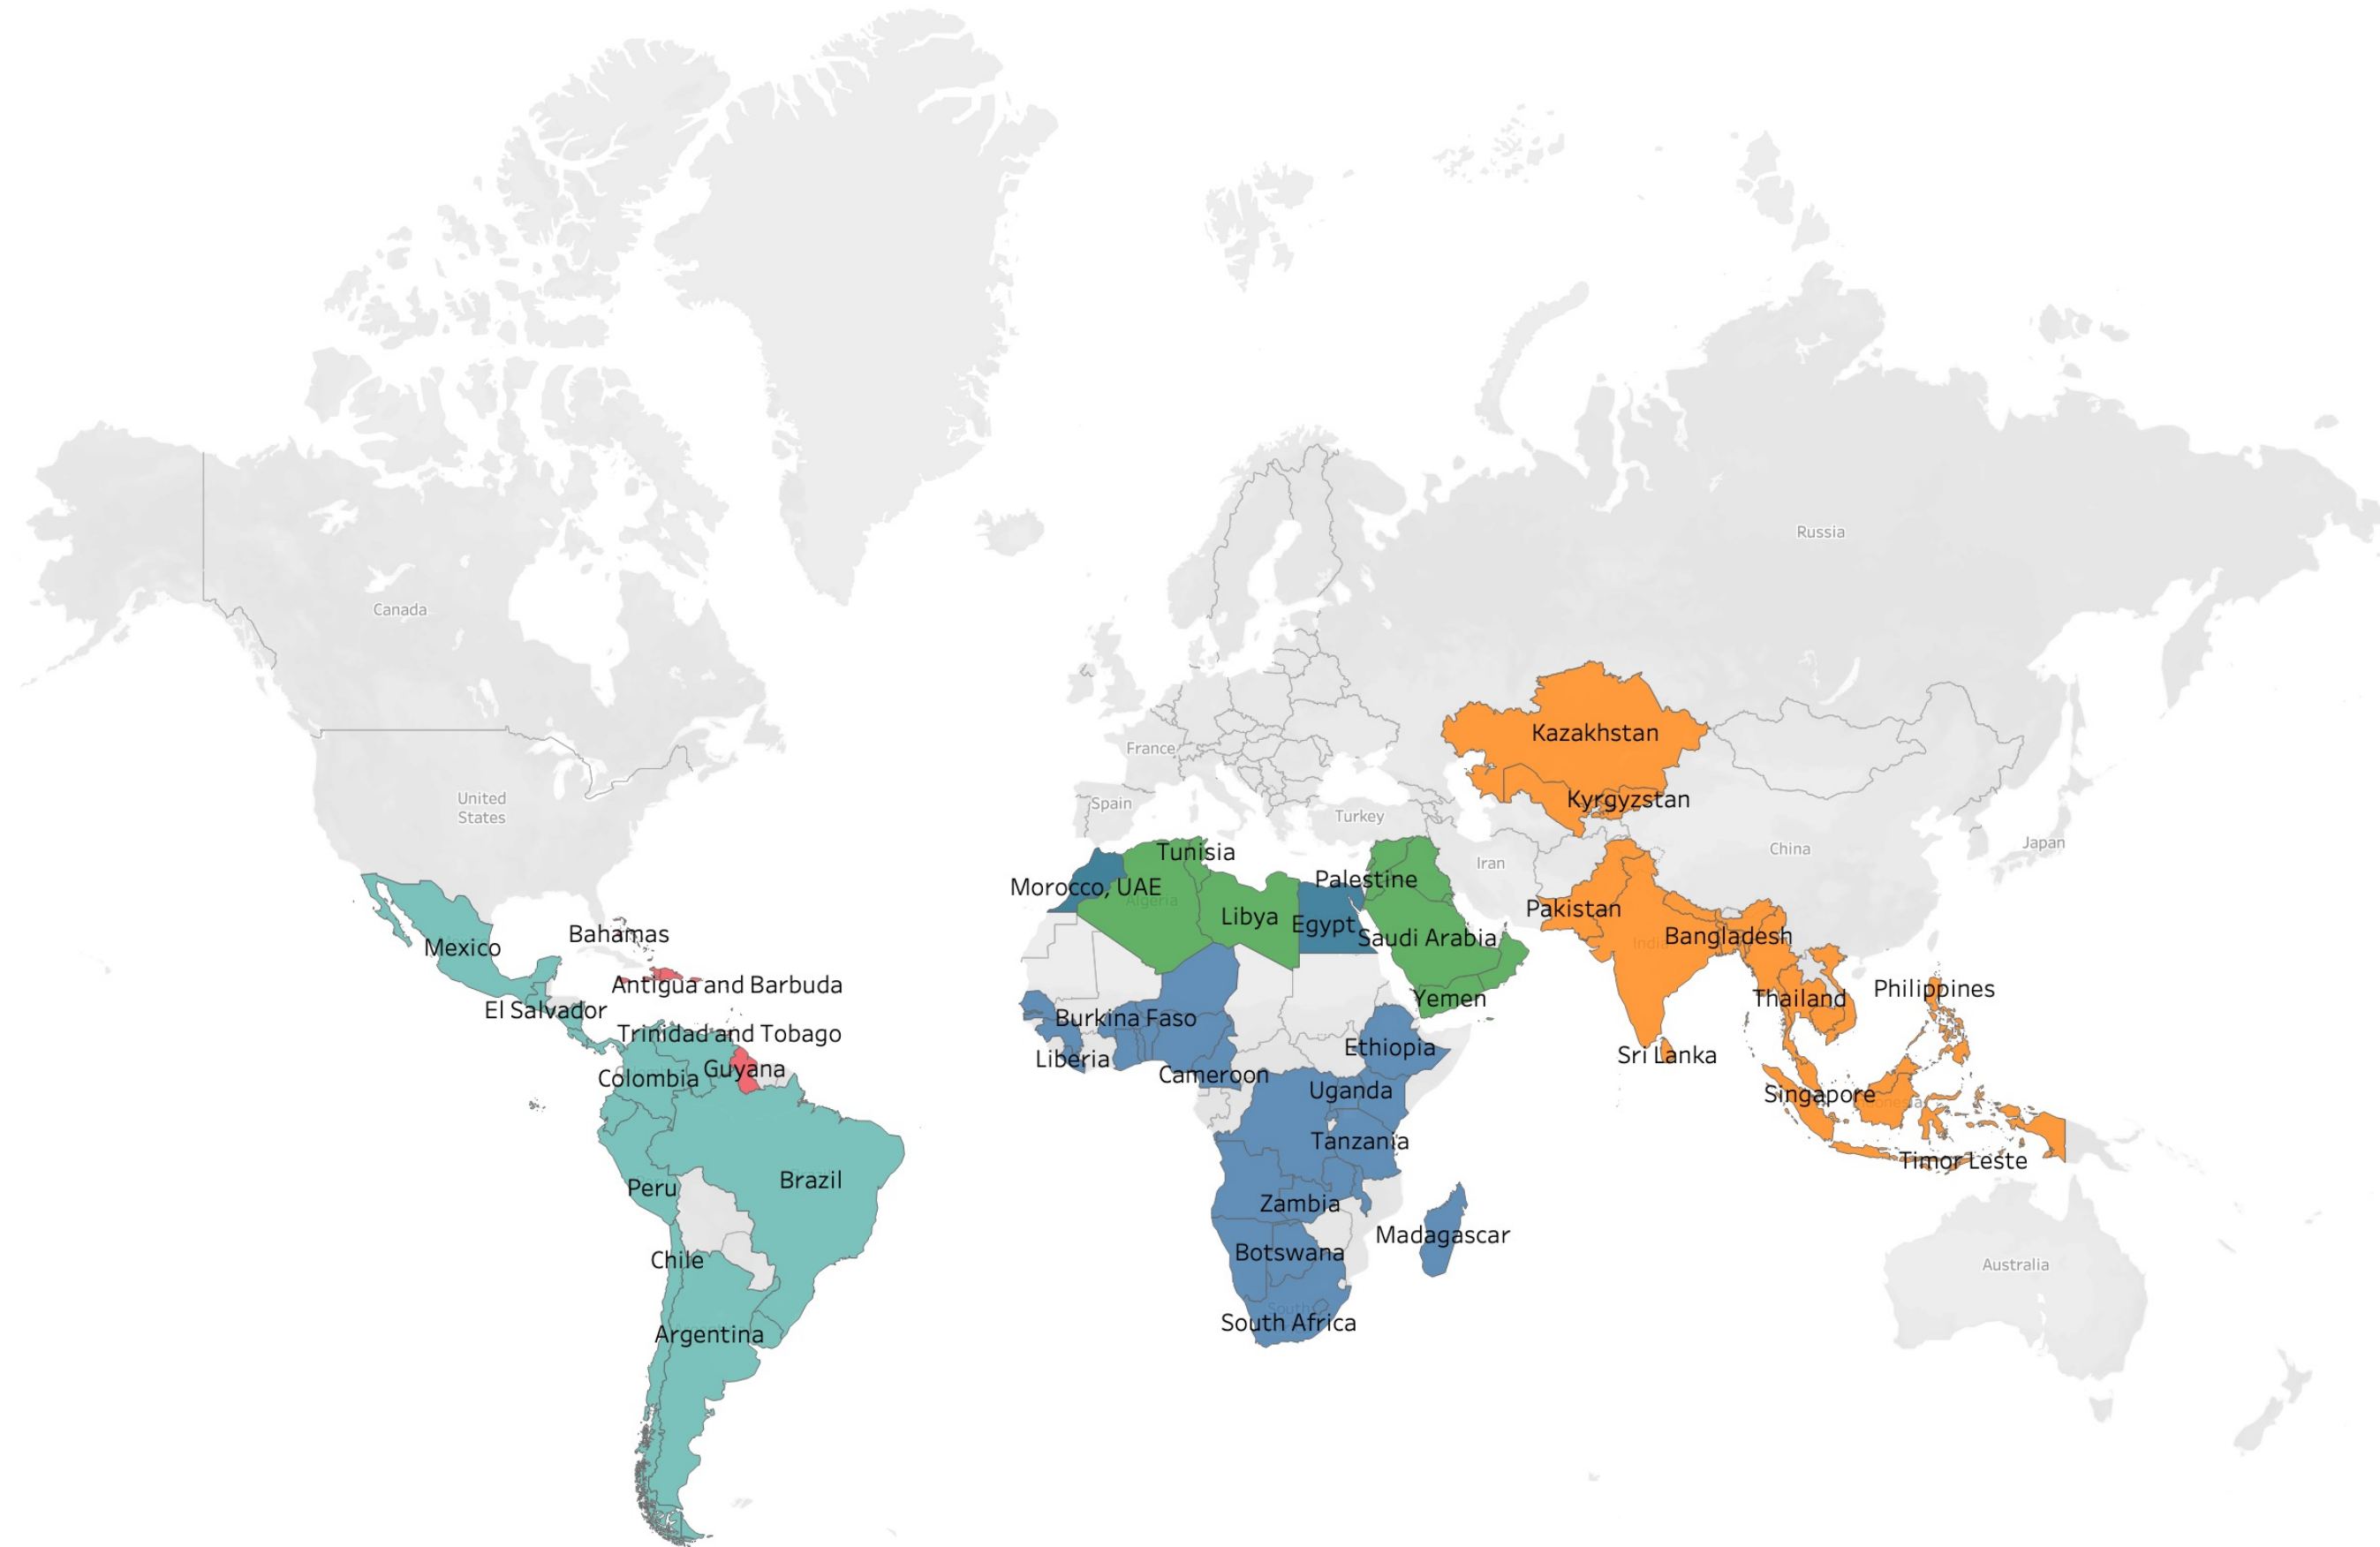 Russia
Canada
Kazakhstan
France
Kyrgyzstan
United
States
Spain
Turkey
Japan
China
Tunisia
Iran
Palestine
Morocco, UAE
Algeria
Pakistan
Libya
Egypt
Bahamas
Bangladesh
Saudi Arabia
India
Mexico
Antigua and Barbuda
Philippines
Thailand
Yemen
El Salvador
Burkina Faso
Trinidad and Tobago
Ethiopia
Sri Lanka
Liberia
Guyana
Cameroon
Colombia
Uganda
Singapore
Indonesia
Tanzania
Timor Leste
Brazil
Peru
Zambia
Madagascar
Botswana
Chile
Australia
South
South Africa
Argentina